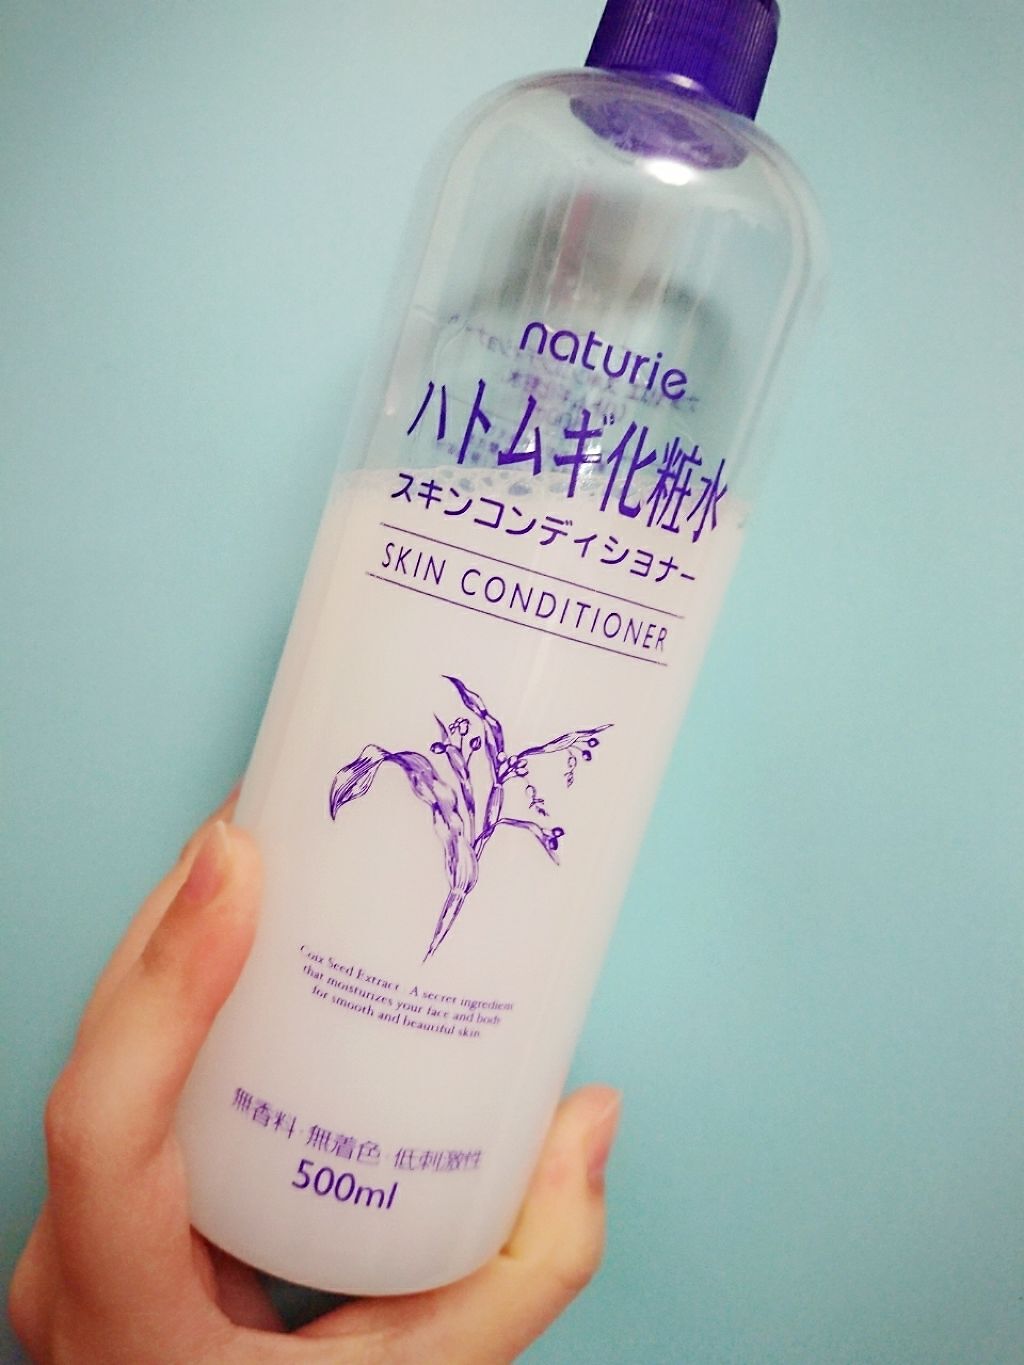 naturie
ハトムギ化粧水
スキンコンディショナー
SKIN CONDITIONER
Coix Seed Extract A secret ingredient
that moisturizes your face and body
for smooth and beautiful skin.
無香料・無着色・低刺激性
500ml